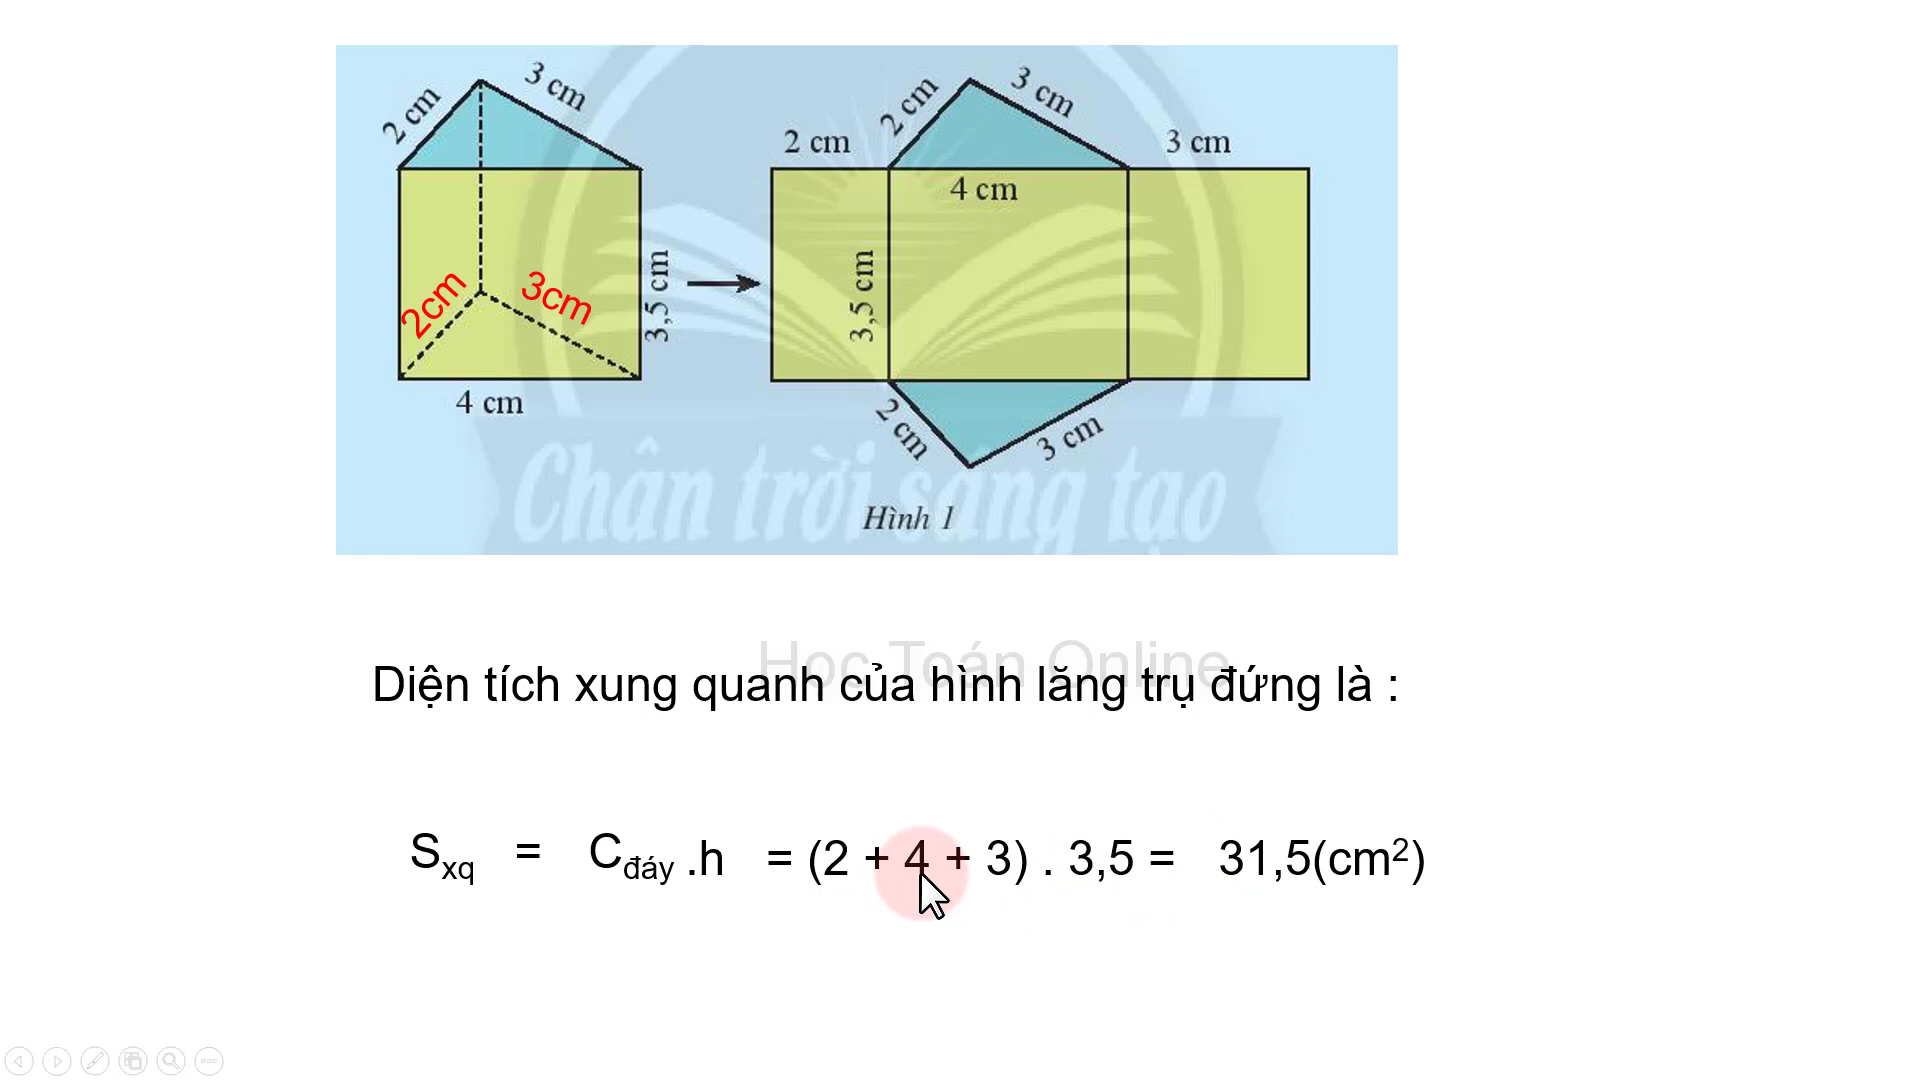 2 cm
3 cm
2cm
3cm
3,5 cm
4 cm
2 cm
2 cm
3 cm
3 cm
4 cm
3,5 cm
2 cm
3 cm
Chân trời sáng tạo
Hình 1
Học Toán Online
Diện tích xung quanh của hình lăng trụ đứng là :
Sxq = Cđáy .h = (2 + 4 + 3) . 3,5 = 31,5(cm²)